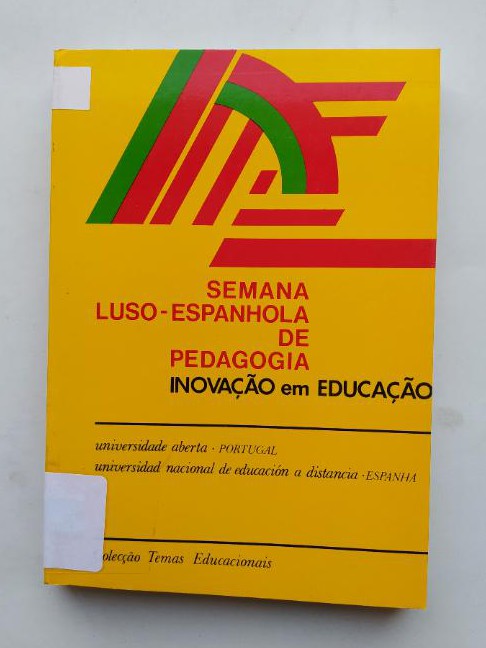 SEMANA
LUSO-ESPANHOLA
DE
PEDAGOGIA
INOVAÇÃO em EDUCAÇÃO
universidade aberta · PORTUGAL
universidad nacional de educación a distancia · ESPANHA
olecção Temas Educacionais